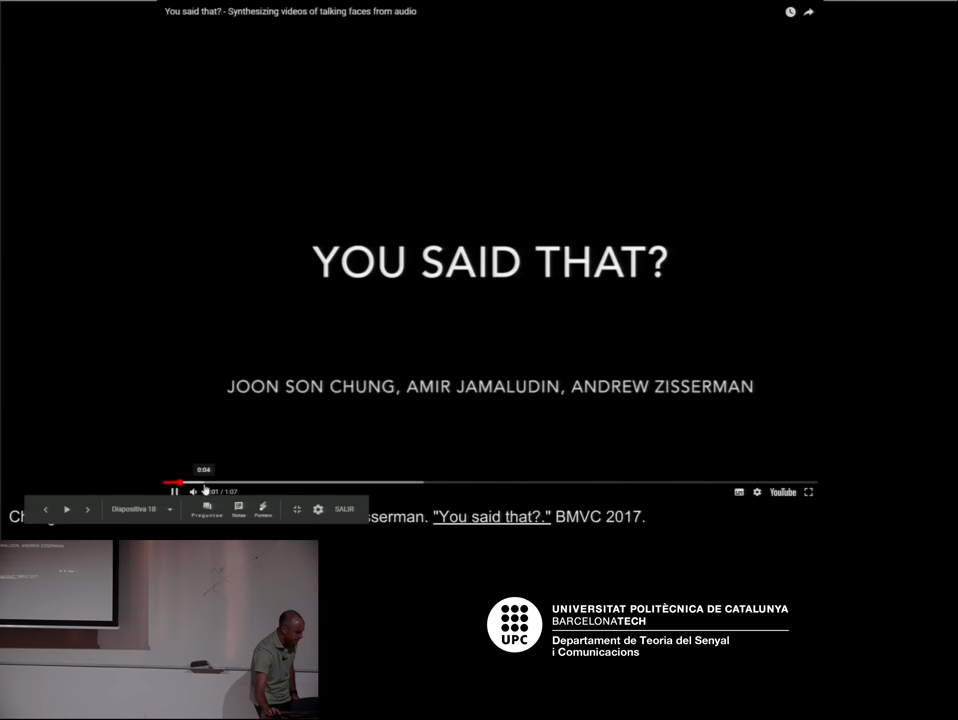 You said that? - Synthesizing videos of talking faces from audio
YOU SAID THAT?
JOON SON CHUNG, AMIR JAMALUDIN, ANDREW ZISSERMAN
0:04
:01 / 1:07
YouTube
Diapositiva 18
Preguntas
Notas
Puntero
SALIR
Ch
sserman. "You said that?." BMVC 2017.
UPC
UNIVERSITAT POLITÈCNICA DE CATALUNYA
BARCELONATECH
Departament de Teoria del Senyal
i Comunicacions